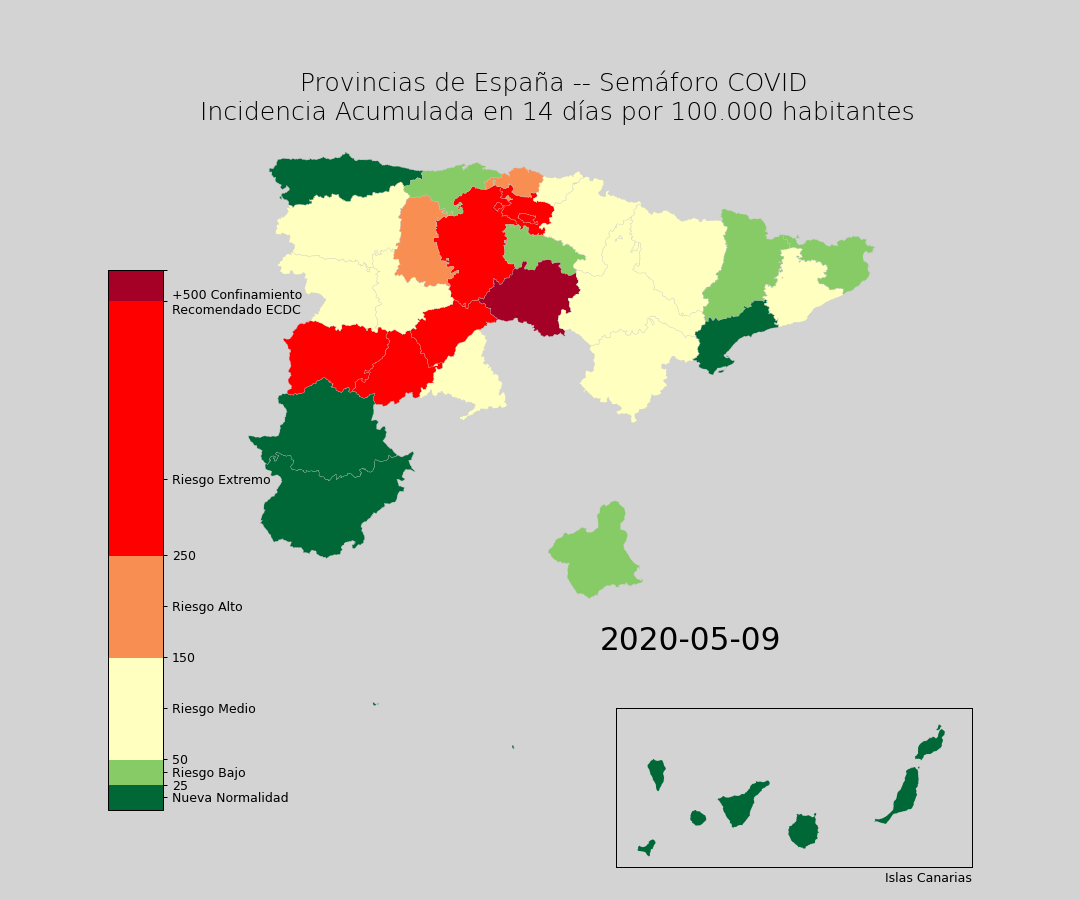 Provincias de España -- Semáforo COVID
Incidencia Acumulada en 14 días por 100.000 habitantes
+500 Confinamiento
Recomendado ECDC
Riesgo Extremo
250
Riesgo Alto
150
Riesgo Medio
50
Riesgo Bajo
25
Nueva Normalidad
2020-05-09
Islas Canarias